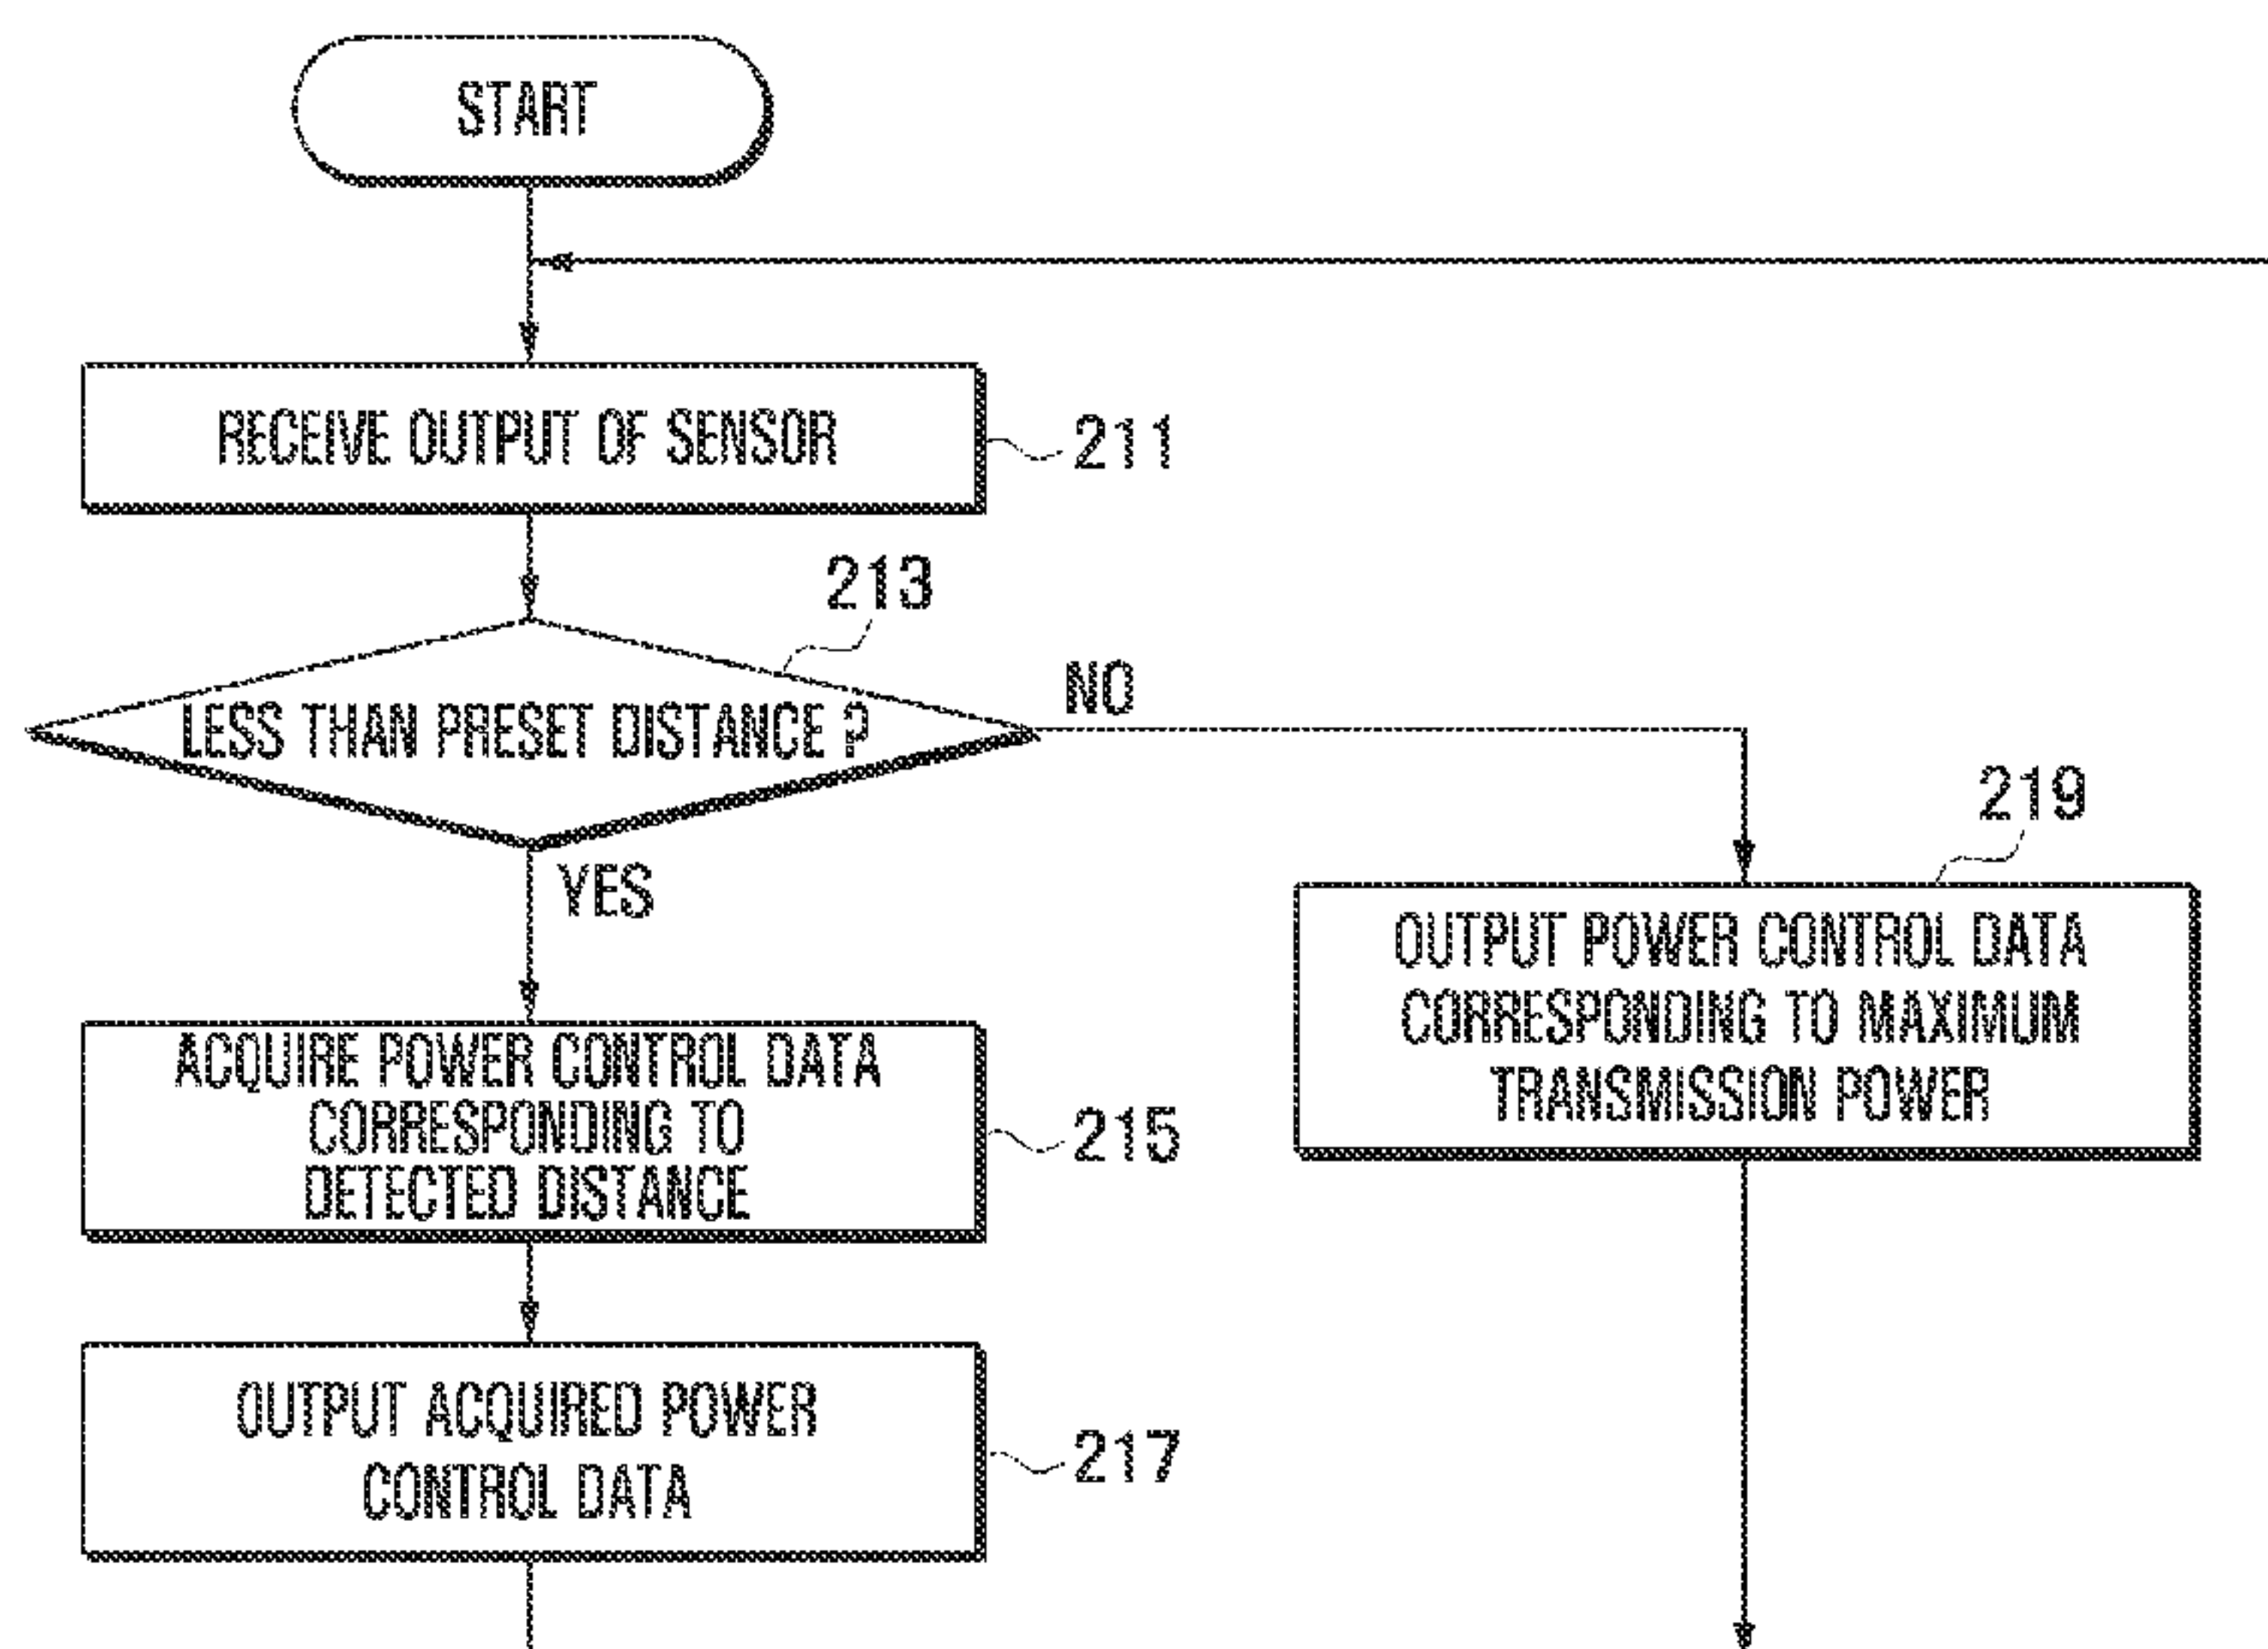 START
RECEIVE OUTPUT OF SENSOR
211
213
LESS THAN PRESET DISTANCE ?
NO
YES
219
OUTPUT POWER CONTROL DATA
CORRESPONDING TO MAXIMUM
TRANSMISSION POWER
ACQUIRE POWER CONTROL DATA
CORRESPONDING TO
DETECTED DISTANCE
215
OUTPUT ACQUIRED POWER
CONTROL DATA
217